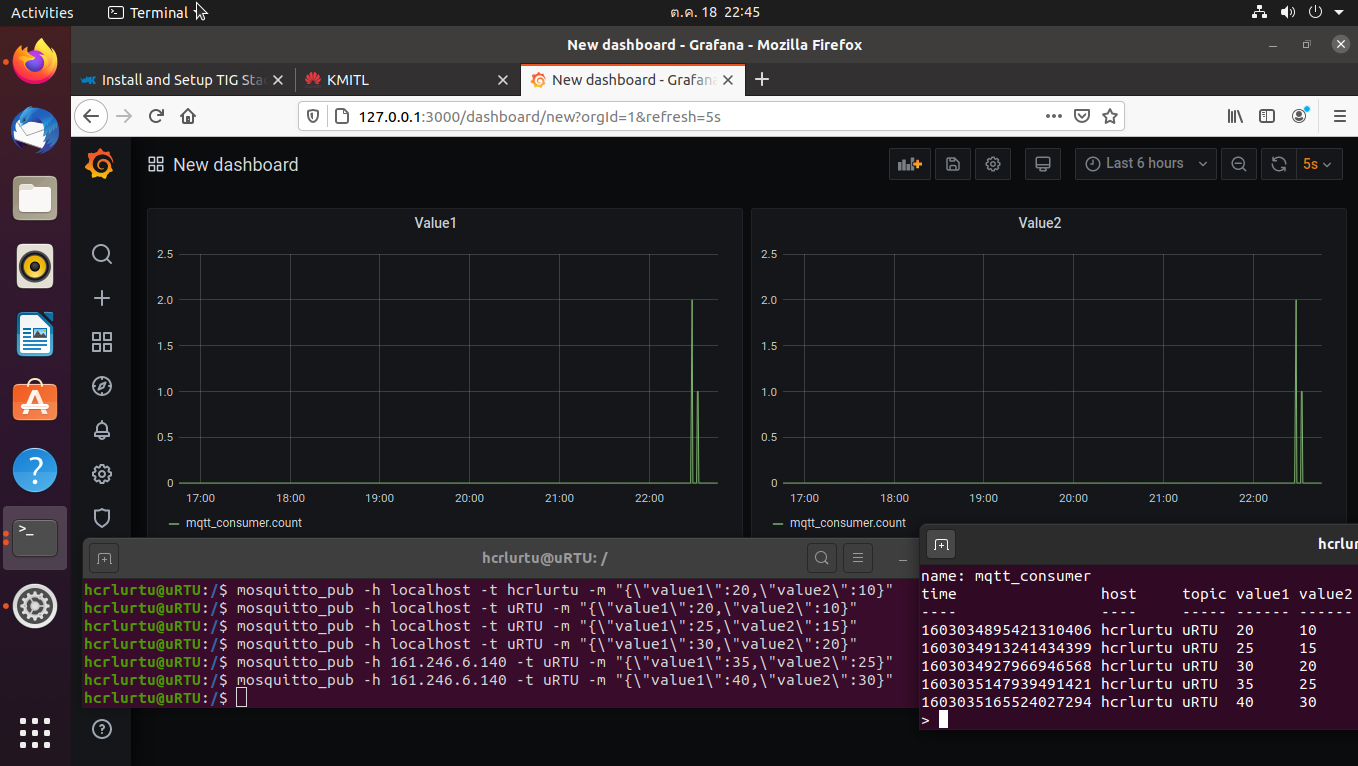 Activities
Terminal
ต.ค. 18 22:45
New dashboard - Grafana - Mozilla Firefox
Install and Setup TIG Sta
KMITL
New dashboard - Grafana
127.0.0.1:3000/dashboard/new?orgId=1&refresh=5s
New dashboard
Last 6 hours
5s
Value1
2.5
2.0
1.5
1.0
0.5
0
17:00 18:00 19:00 20:00 21:00 22:00
mqtt_consumer.count
Value2
2.5
2.0
1.5
1.0
0.5
0
17:00 18:00 19:00 20:00 21:00 22:00
mqtt_consumer.count
hcrlurtu@uRTU: /
hcrlurtu@uRTU:/$ mosquitto_pub -h localhost -t hcrlurtu -m "{\"value1\":20,\"value2\":10}"
hcrlurtu@uRTU:/$ mosquitto_pub -h localhost -t uRTU -m "{\"value1\":20,\"value2\":10}"
hcrlurtu@uRTU:/$ mosquitto_pub -h localhost -t uRTU -m "{\"value1\":25,\"value2\":15}"
hcrlurtu@uRTU:/$ mosquitto_pub -h localhost -t uRTU -m "{\"value1\":30,\"value2\":20}"
hcrlurtu@uRTU:/$ mosquitto_pub -h 161.246.6.140 -t uRTU -m "{\"value1\":35,\"value2\":25}"
hcrlurtu@uRTU:/$ mosquitto_pub -h 161.246.6.140 -t uRTU -m "{\"value1\":40,\"value2\":30}"
hcrlurtu@uRTU:/$
hcrlur
name: mqtt_consumer
time host topic value1 value2
---- ---- ----- ------ ------
1603034895421310406 hcrlurtu uRTU 20 10
1603034913241434399 hcrlurtu uRTU 25 15
1603034927966946568 hcrlurtu uRTU 30 20
1603035147939491421 hcrlurtu uRTU 35 25
1603035165524027294 hcrlurtu uRTU 40 30
>